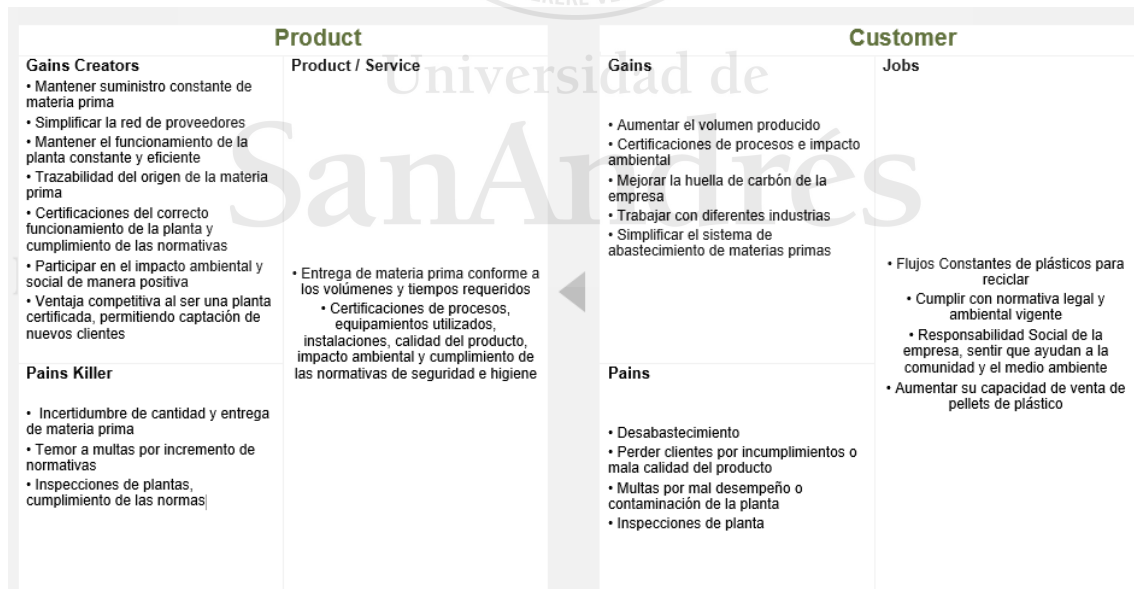 Product
Gains Creators
• Mantener suministro constante de
materia prima
• Simplificar la red de proveedores
• Mantener el funcionamiento de la
planta constante y eficiente
• Trazabilidad del origen de la materia
prima
• Certificaciones del correcto
funcionamiento de la planta y
cumplimiento de las normativas
• Participar en el impacto ambiental y
social de manera positiva
• Ventaja competitiva al ser una planta
certificada, permitiendo captación de
nuevos clientes
Pains Killer
• Incertidumbre de cantidad y entrega
de materia prima
• Temor a multas por incremento de
normativas
• Inspecciones de plantas,
cumplimiento de las normas
Product / Service
• Entrega de materia prima conforme a
los volúmenes y tiempos requeridos
• Certificaciones de procesos,
equipamientos utilizados,
instalaciones, calidad del producto,
impacto ambiental y cumplimiento de
las normativas de seguridad e higiene
Customer
Gains
• Aumentar el volumen producido
• Certificaciones de procesos e impacto
ambiental
• Mejorar la huella de carbón de la
empresa
• Trabajar con diferentes industrias
• Simplificar el sistema de
abastecimiento de materias primas
Pains
• Desabastecimiento
• Perder clientes por incumplimientos o
mala calidad del producto
• Multas por mal desempeño o
contaminación de la planta
• Inspecciones de planta
Jobs
• Flujos Constantes de plásticos para
reciclar
• Cumplir con normativa legal y
ambiental vigente
• Responsabilidad Social de la
empresa, sentir que ayudan a la
comunidad y el medio ambiente
• Aumentar su capacidad de venta de
pellets de plástico
Universidad de
SanAndrés